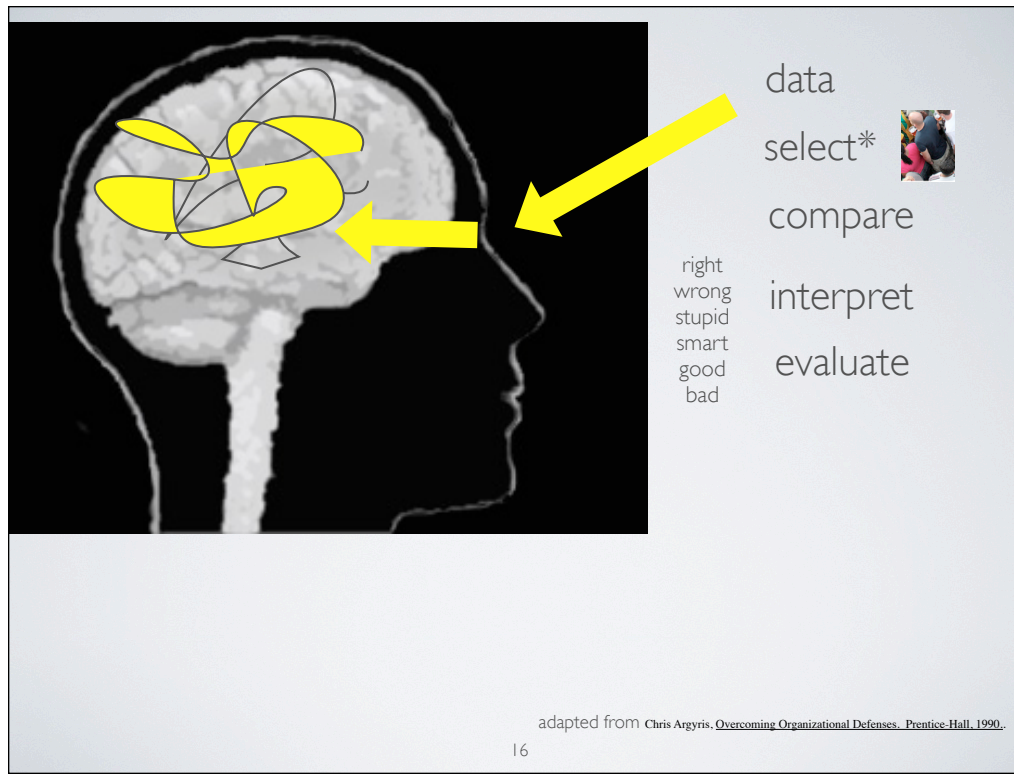 data
select*
compare
right
wrong
stupid
smart
good
bad
interpret
evaluate
adapted from Chris Argyris, Overcoming Organizational Defenses. Prentice-Hall, 1990..
16